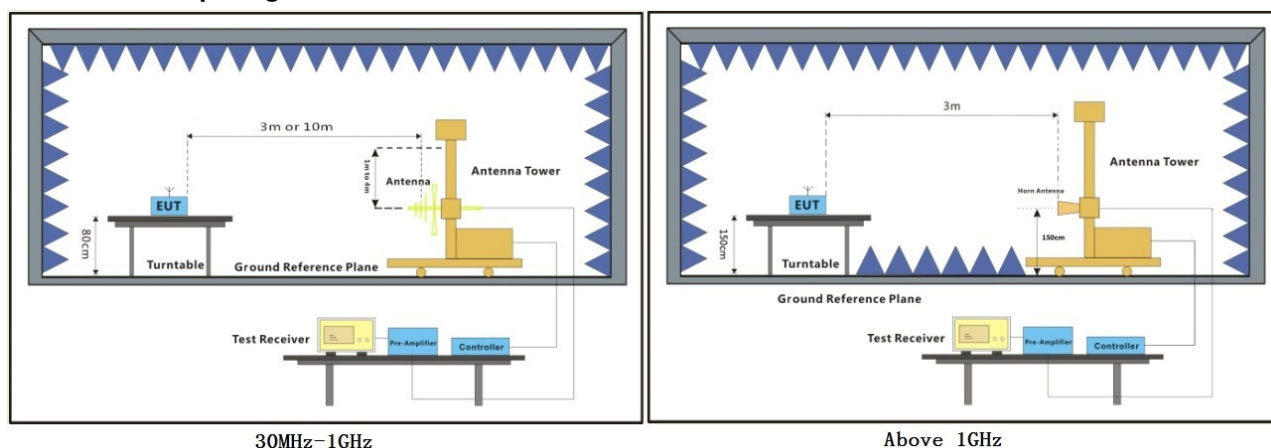 3m or 10m
1m to 4m
Antenna
Antenna Tower
EUT
80cm
Turntable
Ground Reference Plane
Test Receiver
Pre-Amplifier
Controller
30MHz-1GHz
3m
Horn Antenna
Antenna Tower
EUT
150cm
150cm
Turntable
Ground Reference Plane
Test Receiver
Pre-Amplifier
Controller
Above 1GHz